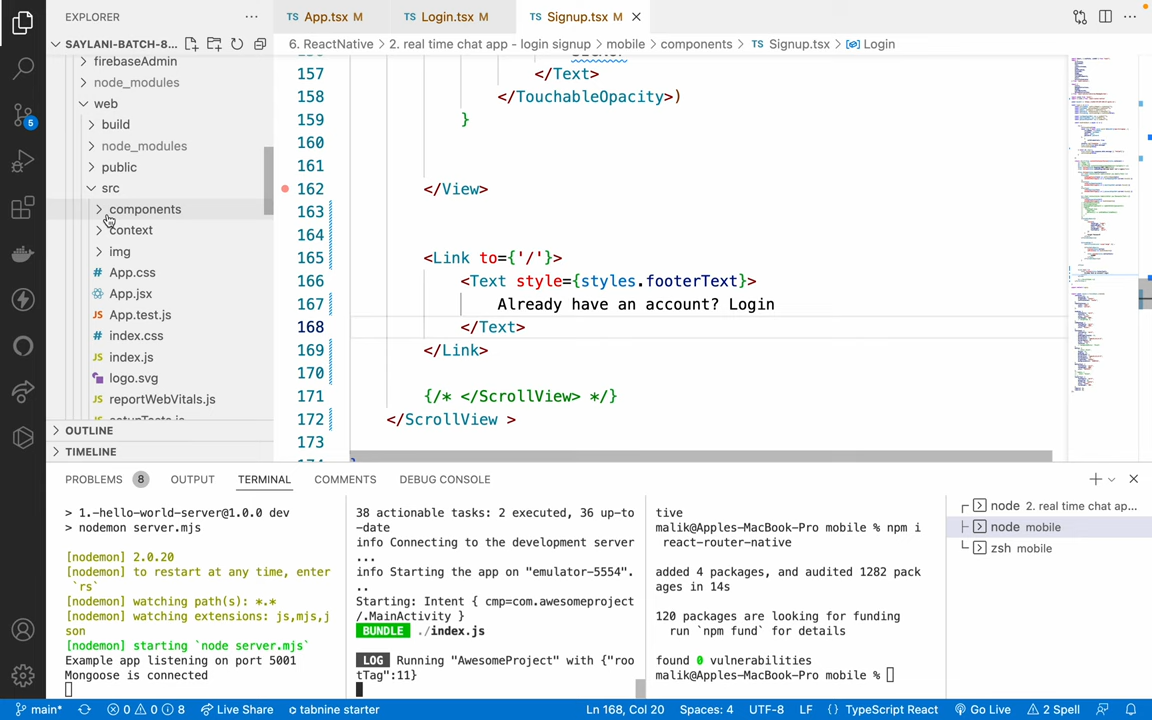 EXPLORER
App.tsx M
Login.tsx M
Signup.tsx M
SAYLANI-BATCH-8...
6. ReactNative > 2. real time chat app - login signup > mobile > components > Signup.tsx > Login
firebaseAdmin
node_modules
web
build
node_modules
public
src
components
context
img
# App.css
App.jsx
TS App.test.js
# index.css
JS index.js
logo.svg
JS reportWebVitals.js
OUTLINE
TIMELINE
157 </Text>
158 </TouchableOpacity>)
159 }
160
161
162 </View>
163
164
165 <Link to={'/'}>
166 <Text style={styles.footerText}>
167 Already have an account? Login
168 </Text>
169 </Link>
170
171 {/* </ScrollView> */}
172 </ScrollView >
173
PROBLEMS 8 OUTPUT TERMINAL COMMENTS DEBUG CONSOLE
> 1.-hello-world-server@1.0.0 dev
> nodemon server.mjs
[nodemon] 2.0.20
[nodemon] to restart at any time, enter
`rs`
[nodemon] watching path(s): *.*
[nodemon] watching extensions: js,mjs,j
son
[nodemon] starting `node server.mjs`
Example app listening on port 5001
Mongoose is connected
38 actionable tasks: 2 executed, 36 up-to
-date
info Connecting to the development server
...
info Starting the app on "emulator-5554".
..
Starting: Intent { cmp=com.awesomeproject
/.MainActivity }
BUNDLE ./index.js
LOG Running "AwesomeProject" with {"roo
tTag":11}
tive
malik@Apples-MacBook-Pro mobile % npm i
react-router-native
added 4 packages, and audited 1282 pack
ages in 14s
120 packages are looking for funding
run `npm fund` for details
found 0 vulnerabilities
malik@Apples-MacBook-Pro mobile %
node 2. real time chat ap...
node mobile
zsh mobile
5
main* 0 0 8 Live Share tabnine starter Ln 168, Col 20 Spaces: 4 UTF-8 LF {} TypeScript React Go Live 2 Spell